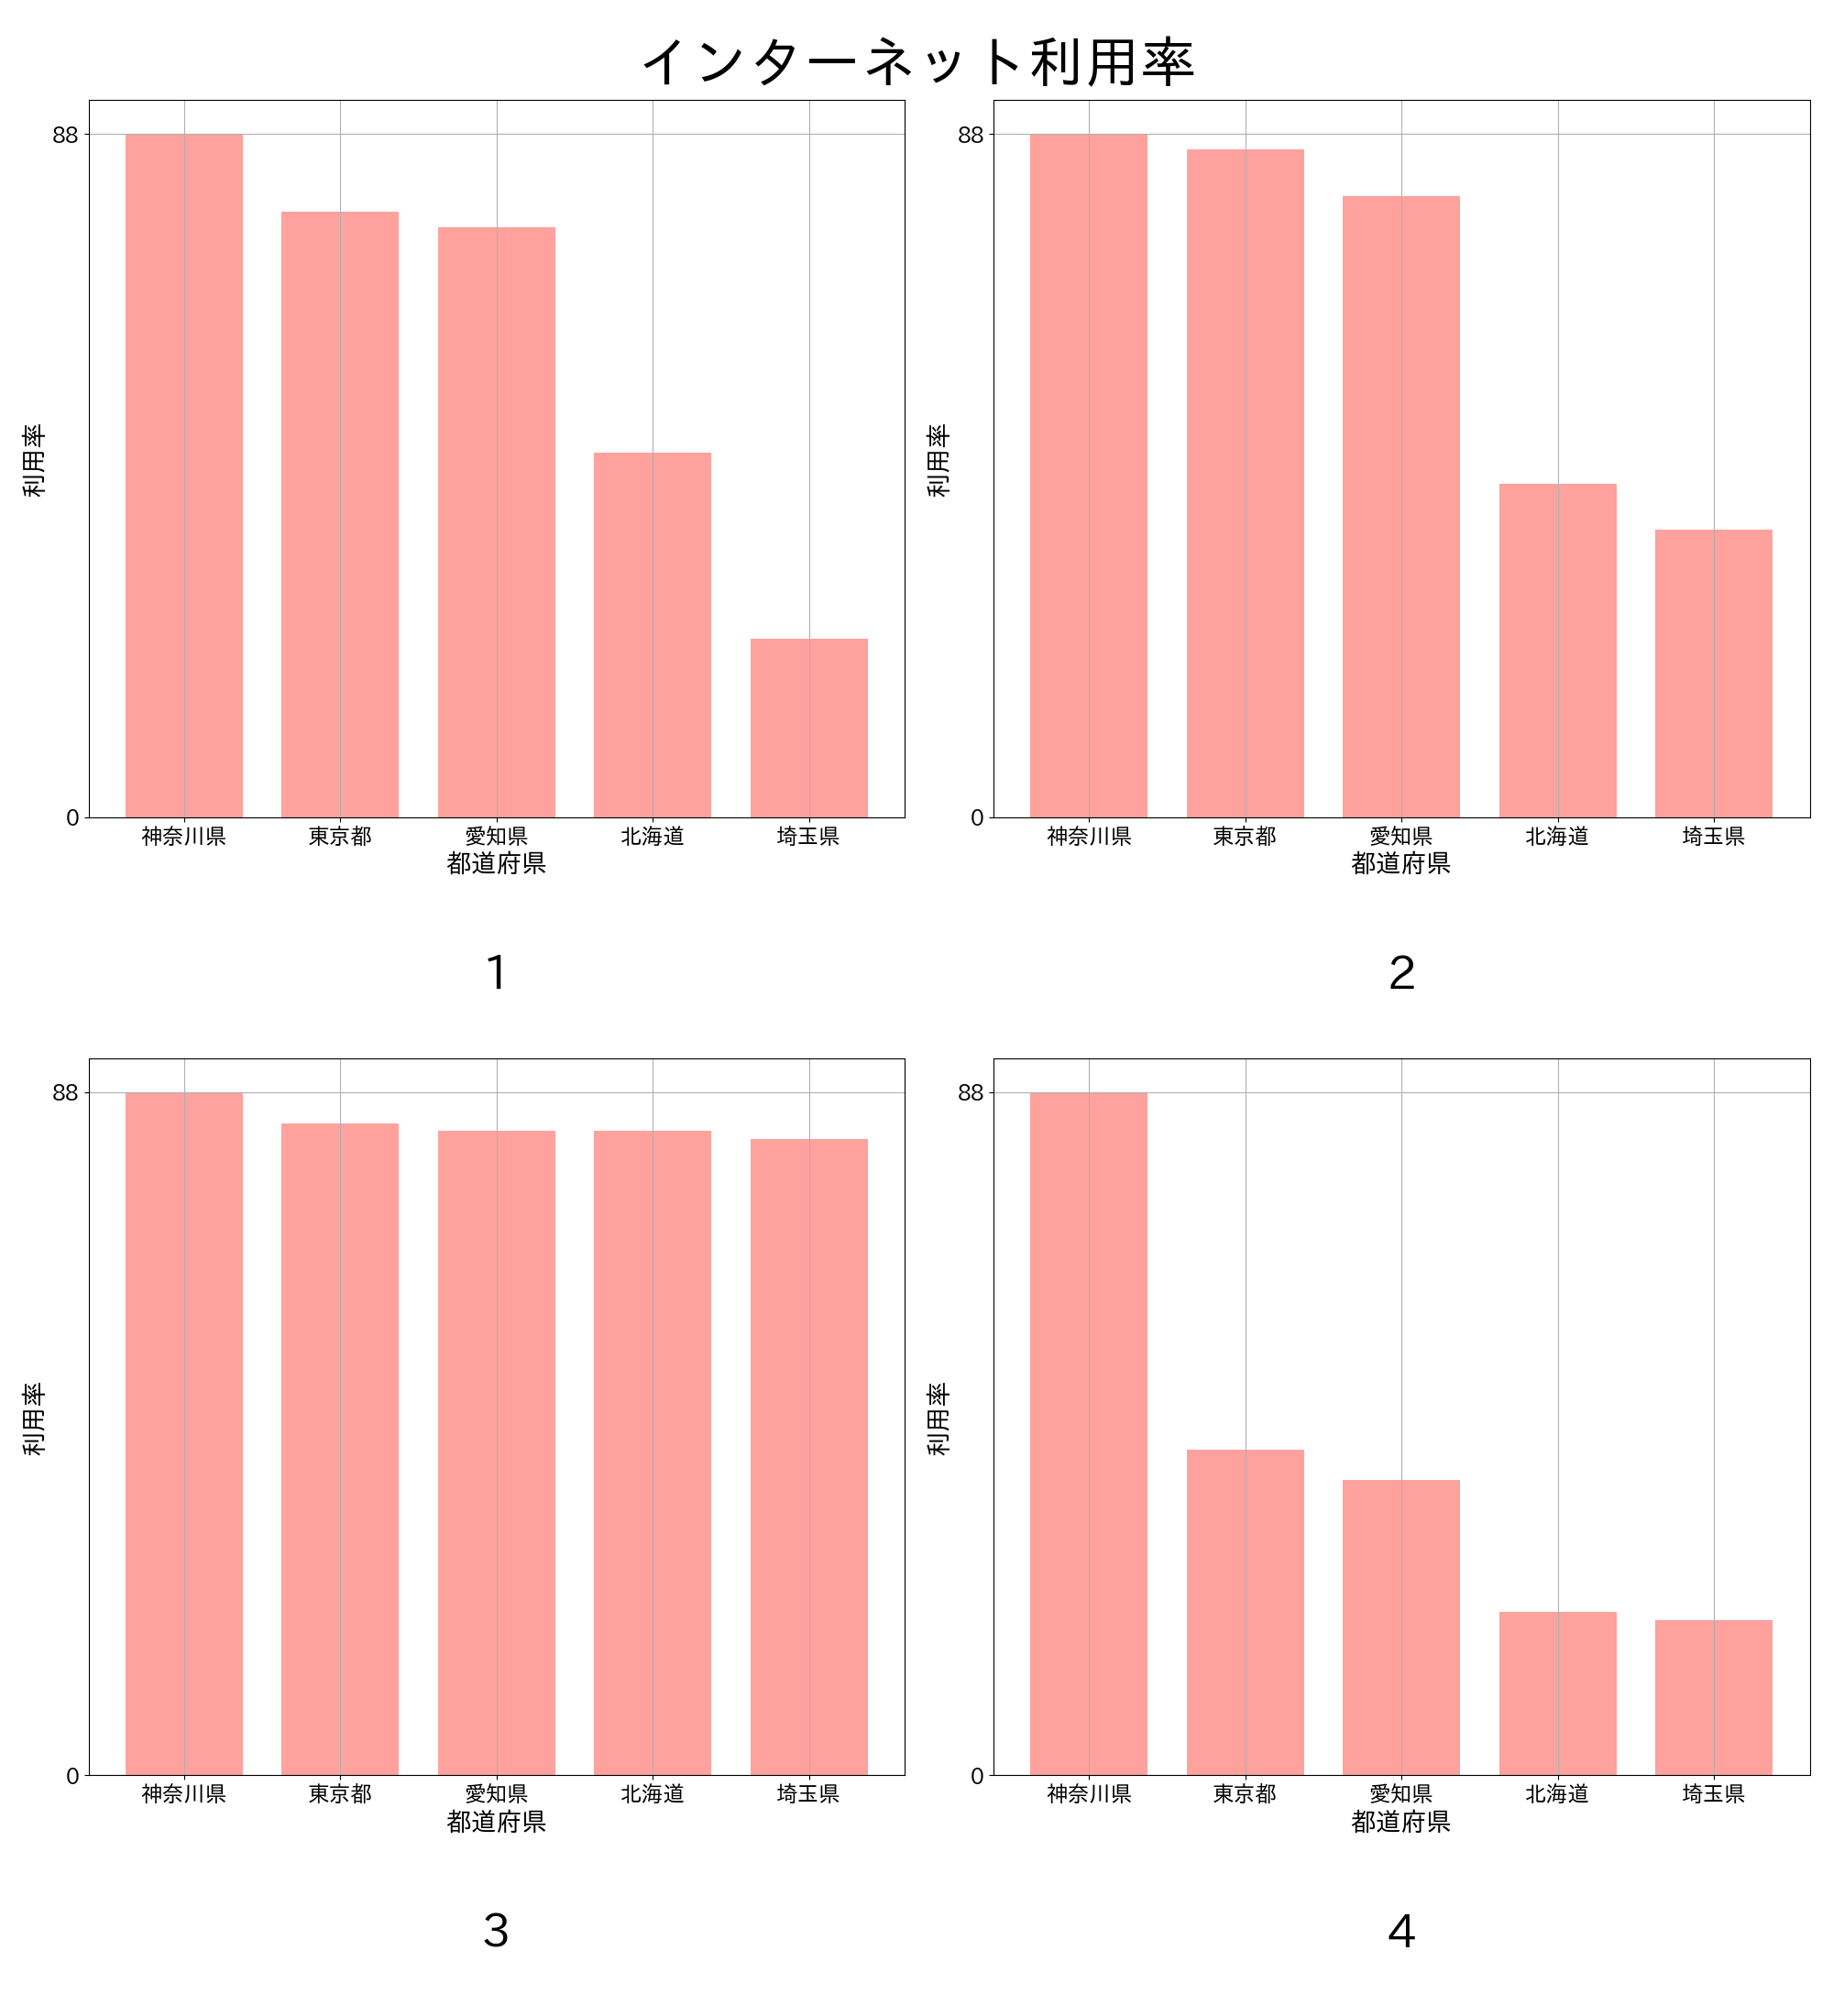 インターネット利用率
88
0
利用率
神奈川県 東京都 愛知県 北海道 埼玉県
都道府県
1
88
0
利用率
神奈川県 東京都 愛知県 北海道 埼玉県
都道府県
2
88
0
利用率
神奈川県 東京都 愛知県 北海道 埼玉県
都道府県
3
88
0
利用率
神奈川県 東京都 愛知県 北海道 埼玉県
都道府県
4